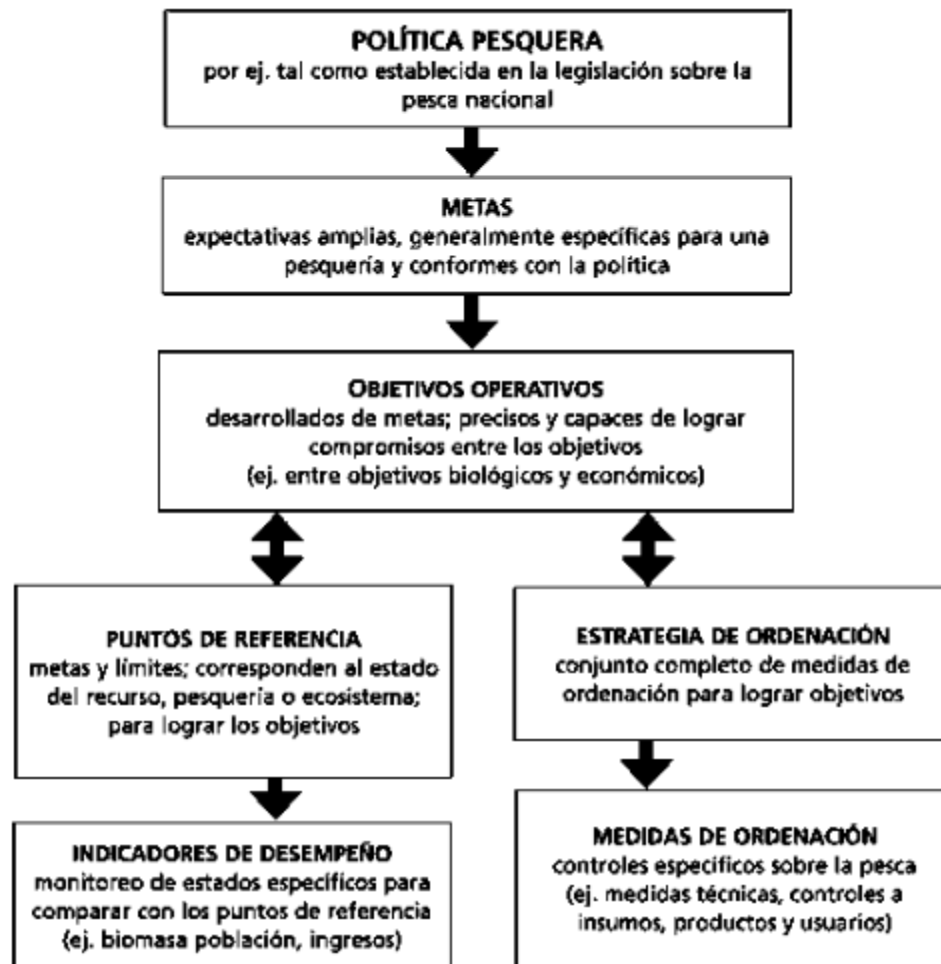 POLÍTICA PESQUERA
por ej. tal como establecida en la legislación sobre la
pesca nacional
METAS
expectativas amplias, generalmente específicas para una
pesquería y conformes con la política
OBJETIVOS OPERATIVOS
desarrollados de metas; precisos y capaces de lograr
compromisos entre los objetivos
(ej. entre objetivos biológicos y económicos)
PUNTOS DE REFERENCIA
metas y límites; corresponden al estado
del recurso, pesquería o ecosistema;
para lograr los objetivos
ESTRATEGIA DE ORDENACIÓN
conjunto completo de medidas de
ordenación para lograr objetivos
INDICADORES DE DESEMPEÑO
monitoreo de estados específicos para
comparar con los puntos de referencia
(ej. biomasa población, ingresos)
MEDIDAS DE ORDENACIÓN
controles específicos sobre la pesca
(ej. medidas técnicas, controles a
insumos, productos y usuarios)